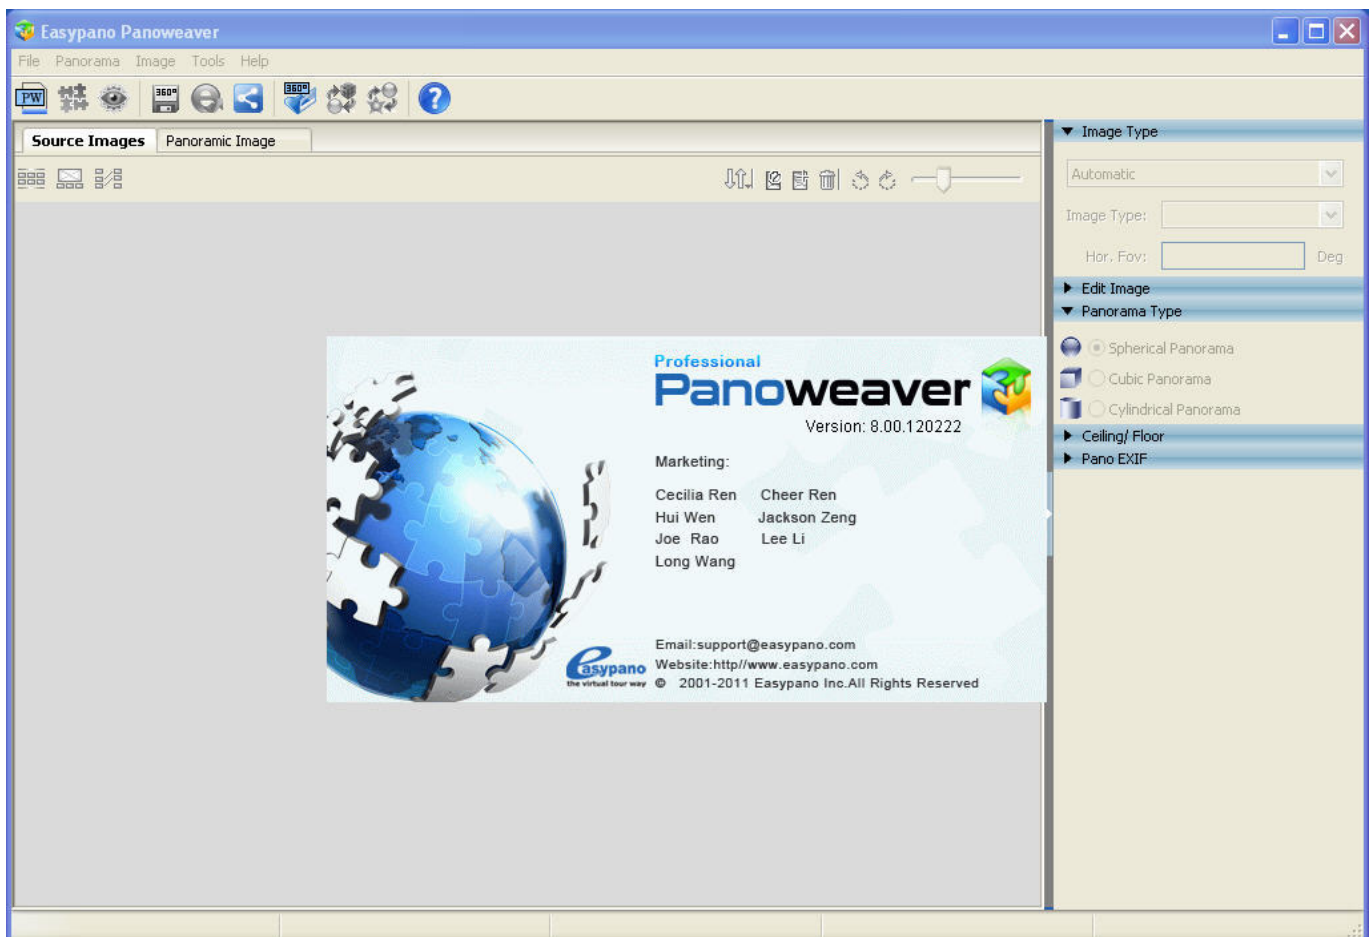 Easypano Panoweaver
File Panorama Image Tools Help
PW 360° 360° ?
Source Images Panoramic Image
Image Type
Automatic
Image Type:
Hor. Fov: Deg
Edit Image
Panorama Type
Spherical Panorama
Cubic Panorama
Cylindrical Panorama
Ceiling/ Floor
Pano EXIF
Professional
Panoweaver
Version: 8.00.120222
Marketing:
Cecilia Ren Cheer Ren
Hui Wen Jackson Zeng
Joe Rao Lee Li
Long Wang
Email:support@easypano.com
Easypano Website:http//www.easypano.com
the virtual tour way © 2001-2011 Easypano Inc.All Rights Reserved